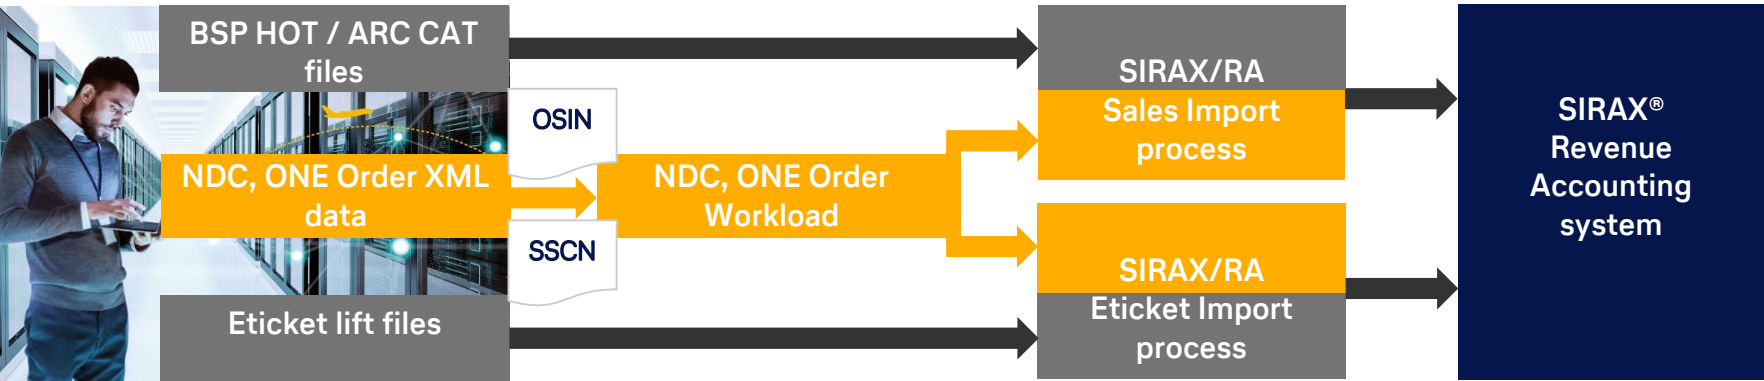 BSP HOT / ARC CAT
files
OSIN
NDC, ONE Order XML
data
SSCN
Eticket lift files
NDC, ONE Order
Workload
SIRAX/RA
Sales Import
process
SIRAX/RA
Eticket Import
process
SIRAX®
Revenue
Accounting
system